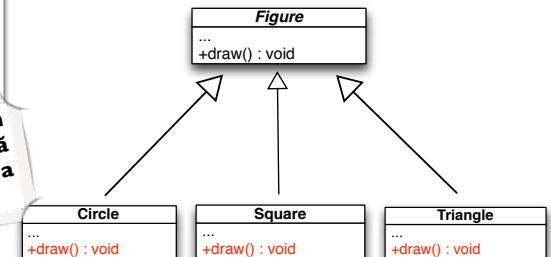 Figure
...
+draw() : void
ă
a
Circle
...
+draw() : void
Square
...
+draw() : void
Triangle
...
+draw() : void